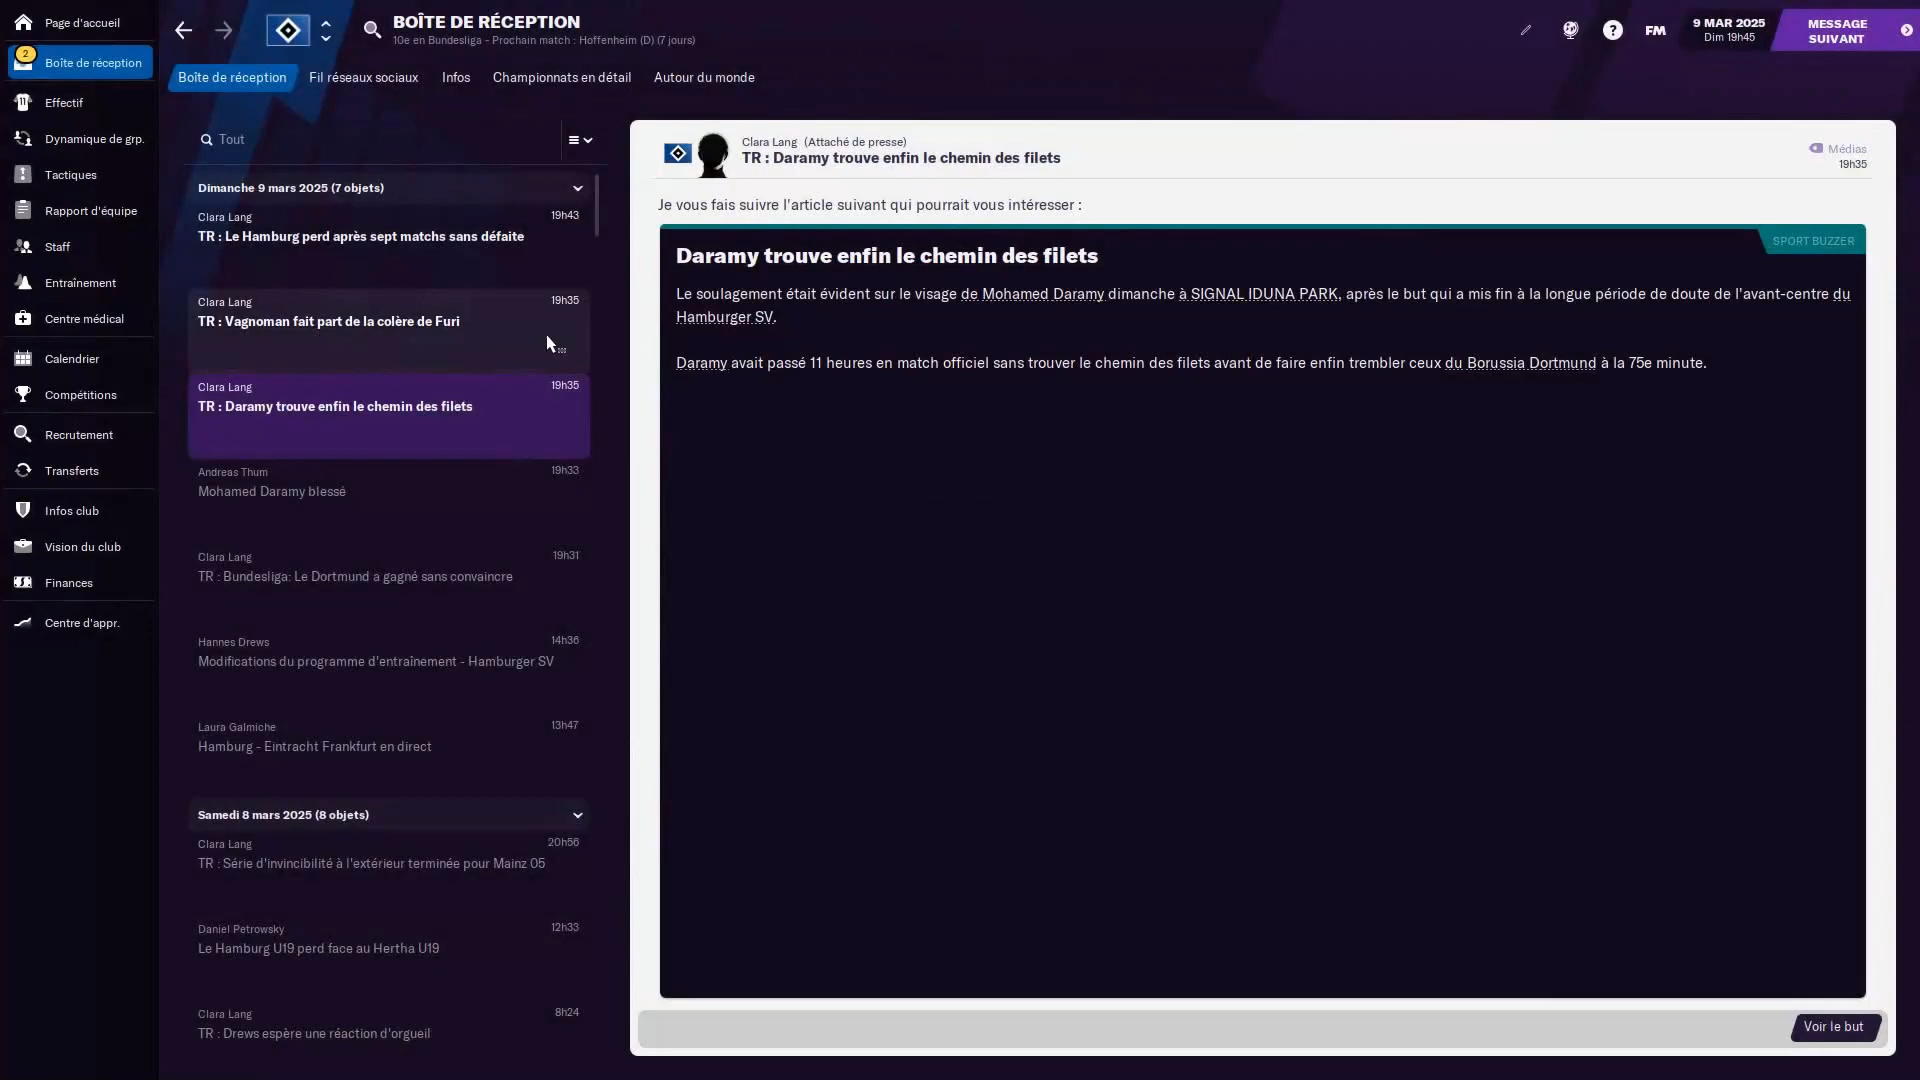 Page d'accueil
2
Boîte de réception
Effectif
Dynamique de grp.
Tactiques
Rapport d'équipe
Staff
Entraînement
Centre médical
Calendrier
Compétitions
Recrutement
Transferts
Infos club
Vision du club
Finances
Centre d'appr.
BOÎTE DE RÉCEPTION
10e en Bundesliga - Prochain match : Hoffenheim (D) (7 jours)
FM
9 MAR 2025
Dim 19h45
MESSAGE
SUIVANT
Boîte de réception
Fil réseaux sociaux
Infos
Championnats en détail
Autour du monde
Tout
Dimanche 9 mars 2025 (7 objets)
Clara Lang 19h43
TR : Le Hamburg perd après sept matchs sans défaite
Clara Lang 19h35
TR : Vagnoman fait part de la colère de Furi
Clara Lang 19h35
TR : Daramy trouve enfin le chemin des filets
Andreas Thum 19h33
Mohamed Daramy blessé
Clara Lang 19h31
TR : Bundesliga: Le Dortmund a gagné sans convaincre
Hannes Drews 14h36
Modifications du programme d'entraînement - Hamburger SV
Laura Galmiche 13h47
Hamburg - Eintracht Frankfurt en direct
Samedi 8 mars 2025 (8 objets)
Clara Lang 20h56
TR : Série d'invincibilité à l'extérieur terminée pour Mainz 05
Daniel Petrowsky 12h33
Le Hamburg U19 perd face au Hertha U19
Clara Lang 8h24
TR : Drews espère une réaction d'orgueil
Clara Lang (Attaché de presse)
TR : Daramy trouve enfin le chemin des filets
Médias
19h35
Je vous fais suivre l'article suivant qui pourrait vous intéresser :
SPORT BUZZER
Daramy trouve enfin le chemin des filets
Le soulagement était évident sur le visage de Mohamed Daramy dimanche à SIGNAL IDUNA PARK, après le but qui a mis fin à la longue période de doute de l'avant-centre du
Hamburger SV.
Daramy avait passé 11 heures en match officiel sans trouver le chemin des filets avant de faire enfin trembler ceux du Borussia Dortmund à la 75e minute.
Voir le but